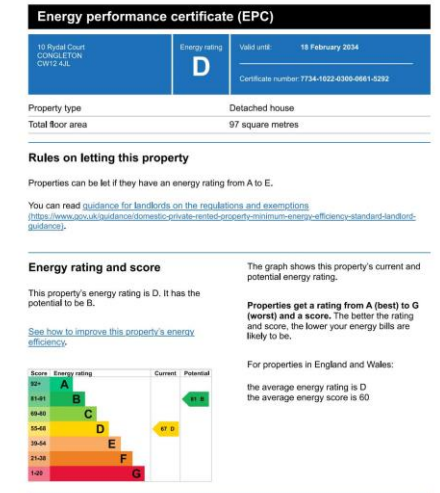 Energy performance certificate (EPC)
10 Rydal Court
CONGLETON
CW12 4JL
Energy rating
D
Valid until: 18 February 2034
Certificate number: 7734-1022-0300-0661-5292
Property type Detached house
Total floor area 97 square metres
Rules on letting this property
Properties can be let if they have an energy rating from A to E.
You can read guidance for landlords on the regulations and exemptions
(https://www.gov.uk/guidance/domestic-private-rented-property-minimum-energy-efficiency-standard-landlord-
guidance).
Energy rating and score
This property's energy rating is D. It has the
potential to be B.
See how to improve this property's energy
efficiency.
Score Energy rating Current Potential
92+ A
81-91 B 81 B
69-80 C
55-68 D 67 D
39-54 E
21-38 F
1-20 G
The graph shows this property's current and
potential energy rating.
Properties get a rating from A (best) to G
(worst) and a score. The better the rating
and score, the lower your energy bills are
likely to be.
For properties in England and Wales:
the average energy rating is D
the average energy score is 60